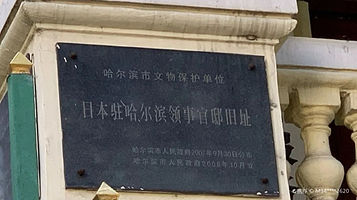 哈尔滨市文物保护单位
日本驻哈尔滨领事官邸旧址
哈尔滨市人民政府2007年9月30日公布
哈尔滨市人民政府2008年10月立